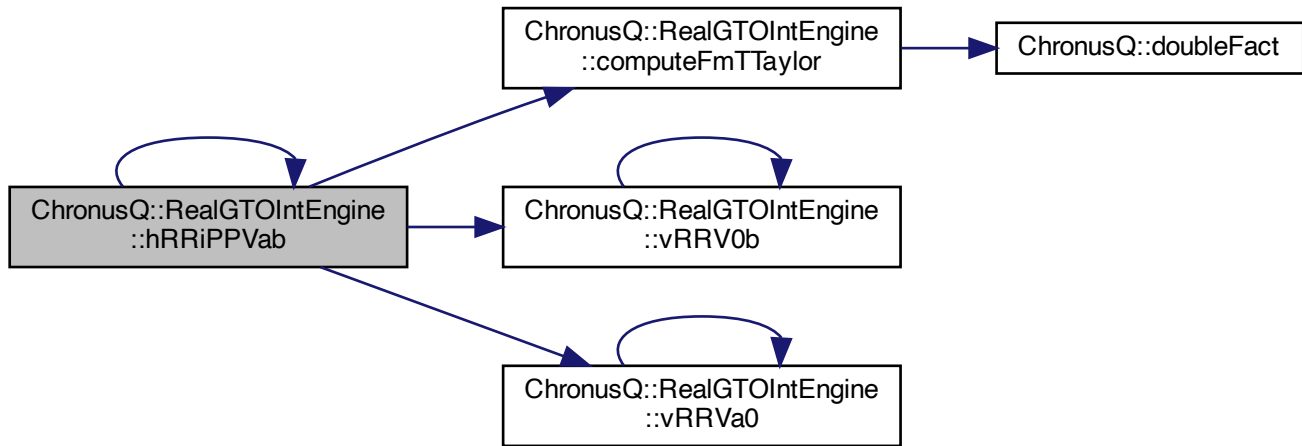 ChronusQ::RealGTOIntEngine
::hRRiPPVab
ChronusQ::RealGTOIntEngine
::computeFmTTaylor
ChronusQ::doubleFact
ChronusQ::RealGTOIntEngine
::vRRV0b
ChronusQ::RealGTOIntEngine
::vRRVa0